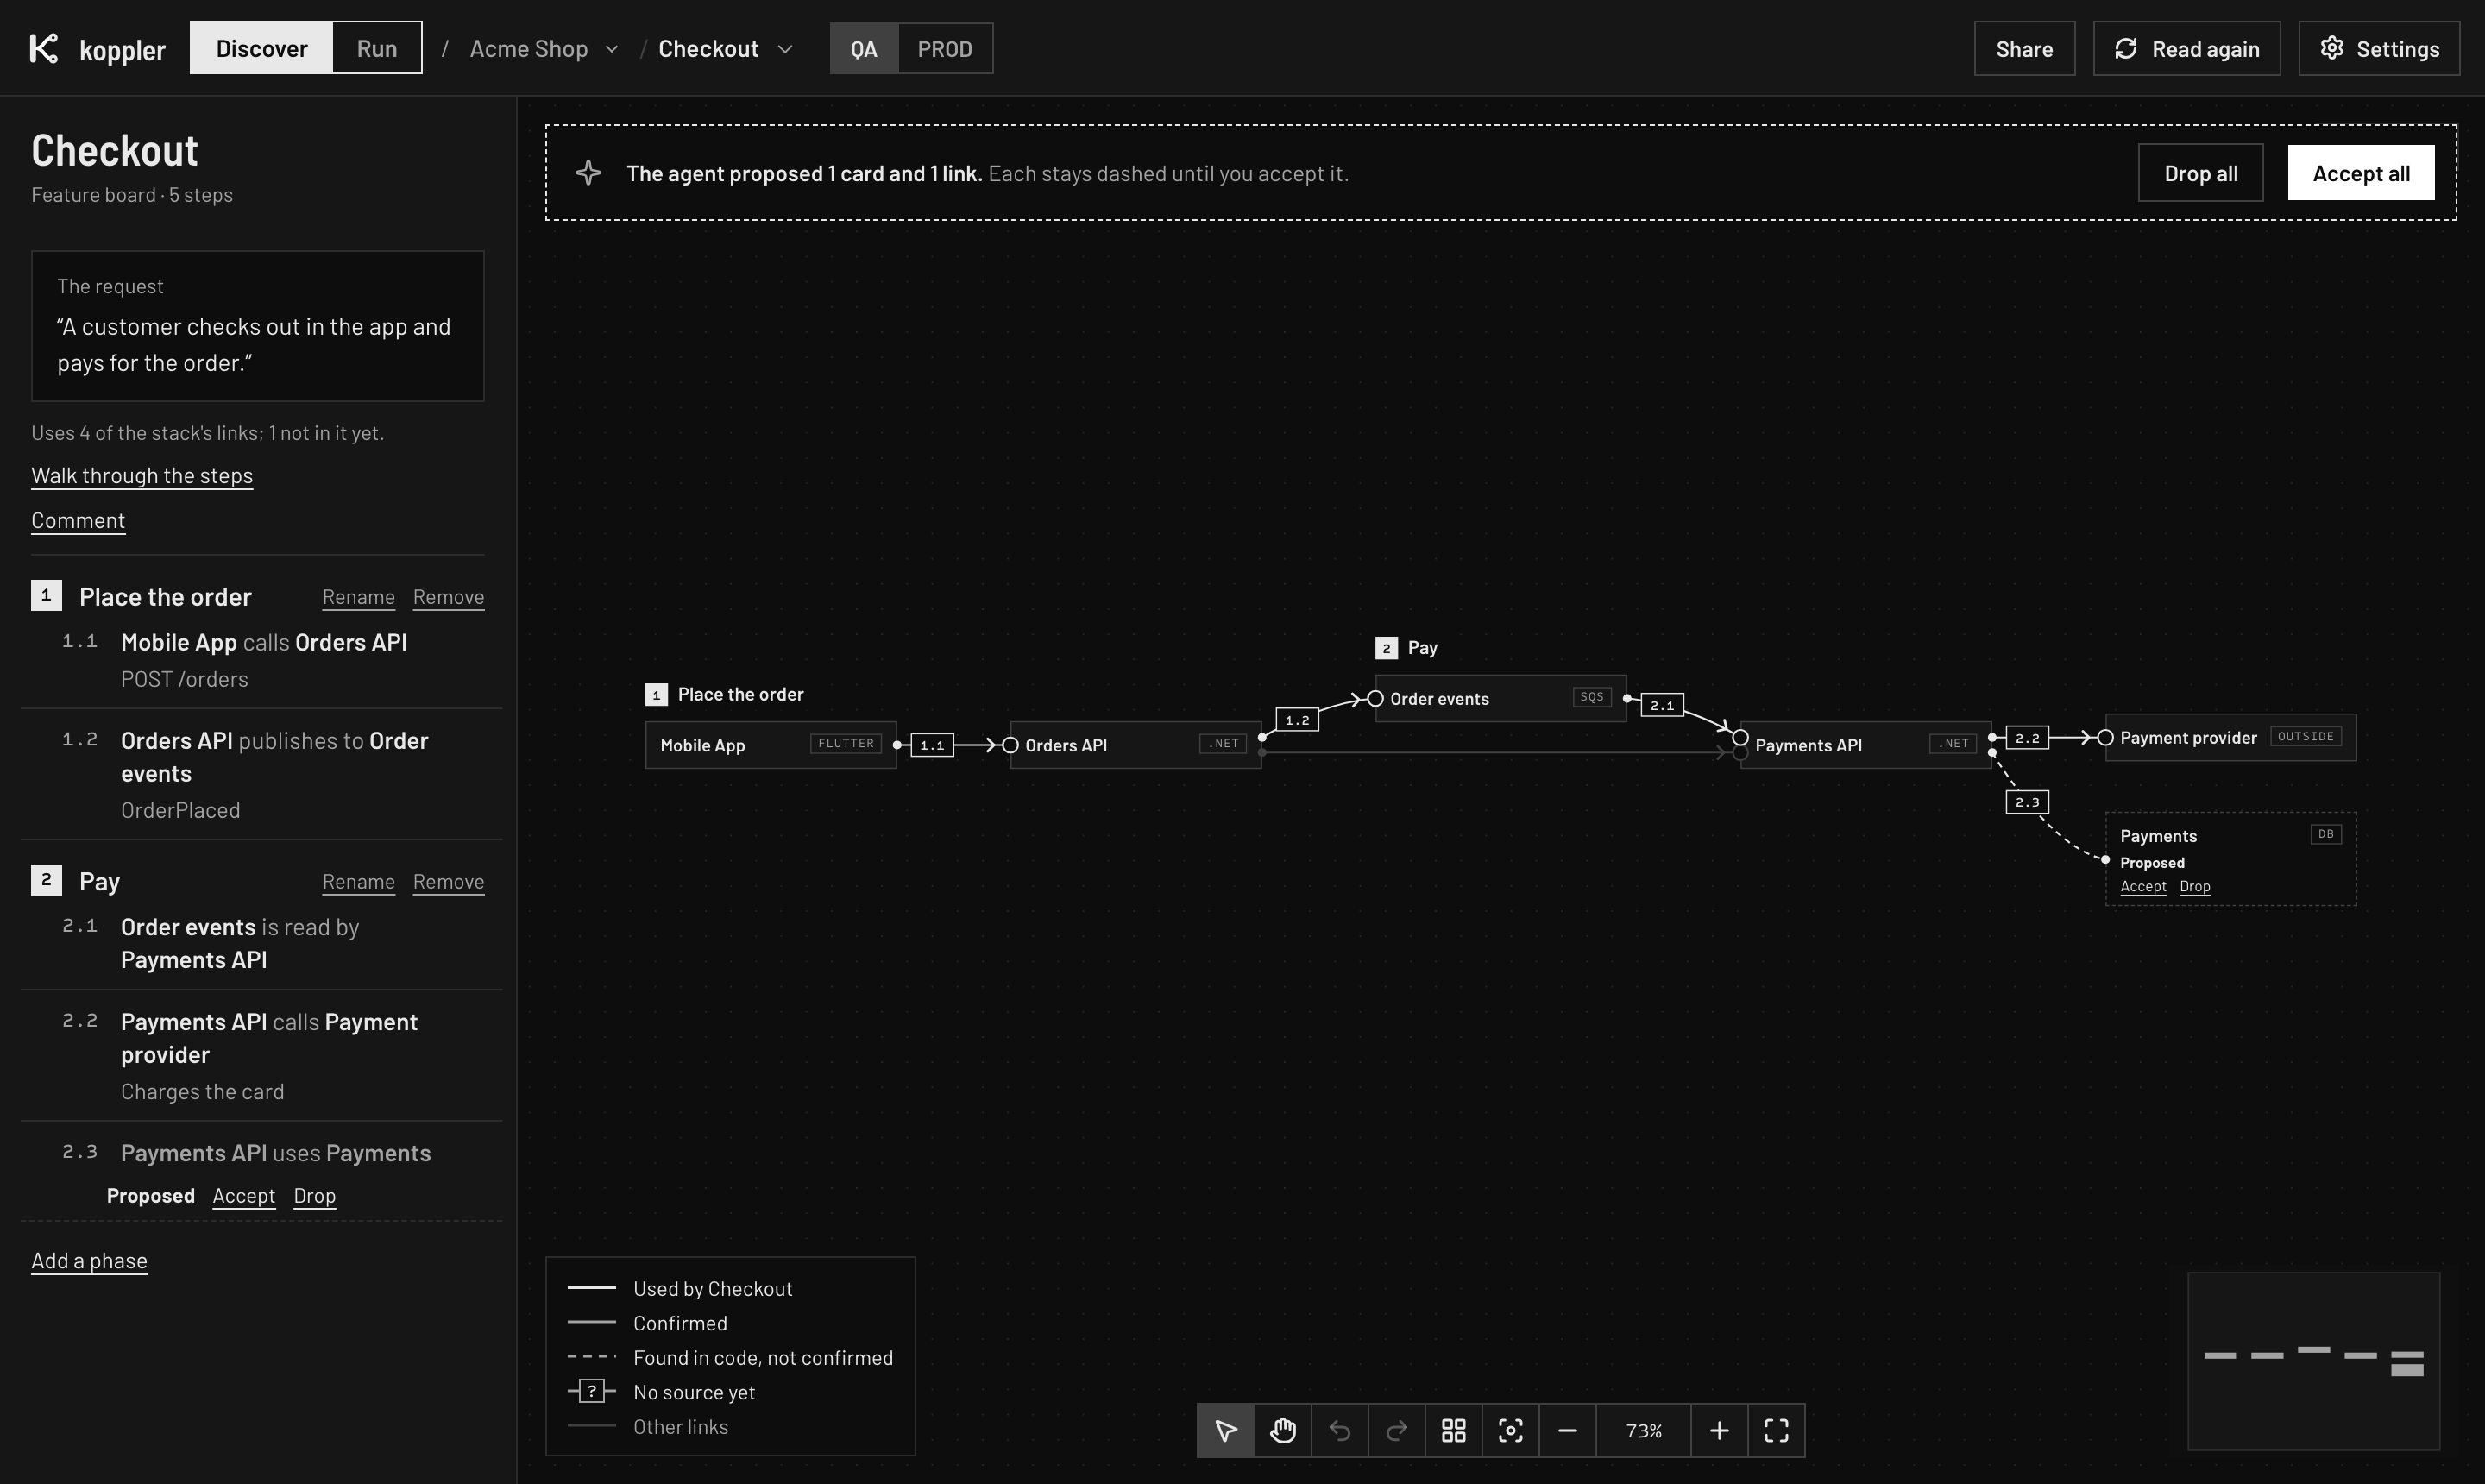 koppler
Discover
Run
/
Acme Shop
/
Checkout
QA
PROD
Share
Read again
Settings
Checkout
Feature board · 5 steps
The request
“A customer checks out in the app and
pays for the order.”
Uses 4 of the stack's links; 1 not in it yet.
Walk through the steps
Comment
1 Place the order Rename Remove
1.1 Mobile App calls Orders API
POST /orders
1.2 Orders API publishes to Order
events
OrderPlaced
2 Pay Rename Remove
2.1 Order events is read by
Payments API
2.2 Payments API calls Payment
provider
Charges the card
2.3 Payments API uses Payments
Proposed Accept Drop
Add a phase
The agent proposed 1 card and 1 link. Each stays dashed until you accept it.
Drop all
Accept all
1 Place the order
Mobile App FLUTTER
1.1
Orders API .NET
1.2
2 Pay
Order events SQS
2.1
Payments API .NET
2.2
Payment provider OUTSIDE
2.3
Payments DB
Proposed
Accept Drop
Used by Checkout
Confirmed
Found in code, not confirmed
? No source yet
Other links
73%